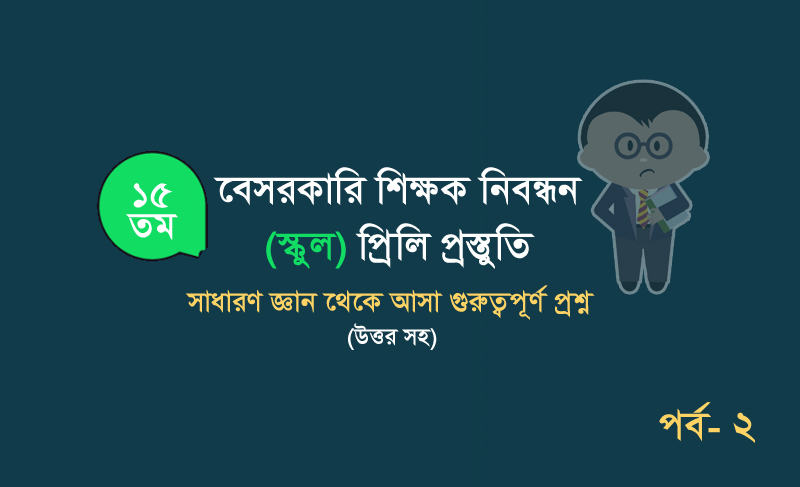 ১৫
তম
বেসরকারি শিক্ষক নিবন্ধন
(স্কুল) প্রিলি প্রস্তুতি
সাধারণ জ্ঞান থেকে আসা গুরুত্বপূর্ণ প্রশ্ন
(উত্তর সহ)
পর্ব- ২